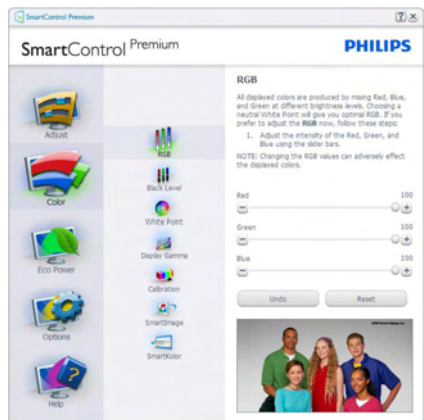 SmartControl Premium
SmartControl Premium
PHILIPS
Adjust
Color
Eco Power
Options
Help
RGB
Black Level
White Point
Display Gamma
Calibration
SmartImage
SmartKolor
RGB
All displayed colors are produced by mixing Red, Blue,
and Green at different brightness levels. Choosing a
neutral White Point will give you optimal RGB. If you
prefer to adjust the RGB now, follow these steps:
1. Adjust the intensity of the Red, Green, and
Blue using the slider bars.
NOTE: Changing the RGB values can adversely effect
the displayed colors.
Red 100
Green 100
Blue 100
Undo Reset